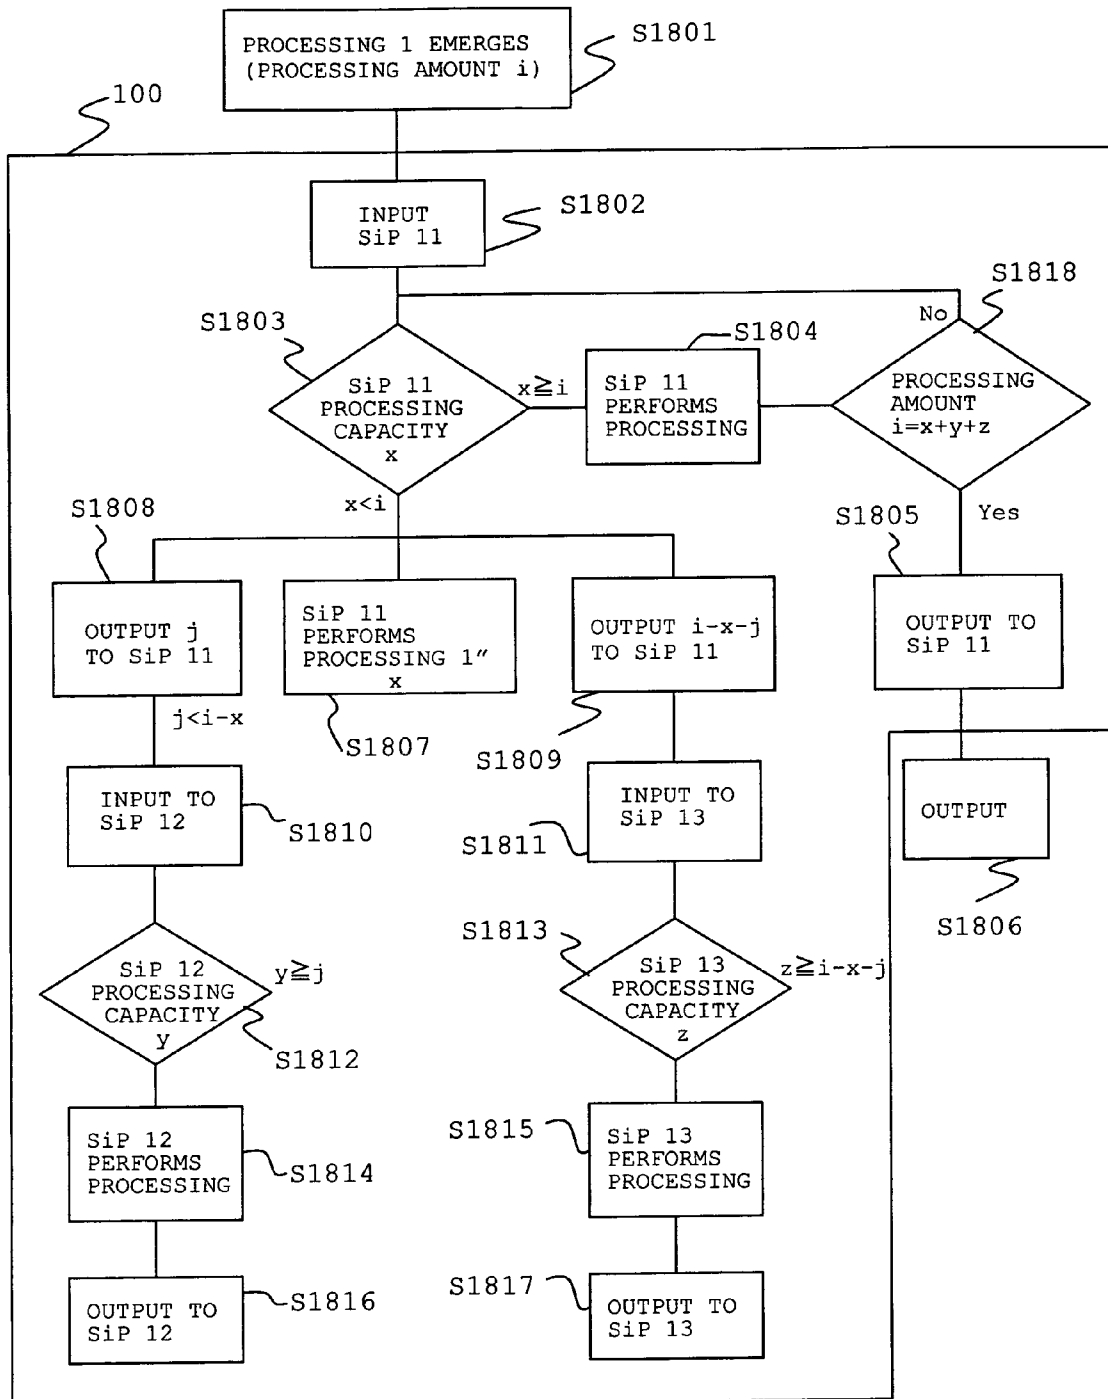 PROCESSING 1 EMERGES
(PROCESSING AMOUNT i)
S1801
100
INPUT
SiP 11
S1802
S1803
SiP 11
PROCESSING
CAPACITY
x
x≧i
S1804
SiP 11
PERFORMS
PROCESSING
S1818
No
PROCESSING
AMOUNT
i=x+y+z
Yes
x<i
S1808
OUTPUT j
TO SiP 11
j<i-x
SiP 11
PERFORMS
PROCESSING 1″
x
S1807
OUTPUT i-x-j
TO SiP 11
S1809
S1805
OUTPUT TO
SiP 11
INPUT TO
SiP 12
S1810
INPUT TO
SiP 13
S1811
OUTPUT
S1806
SiP 12
PROCESSING
CAPACITY
y
y≧j
S1812
S1813
SiP 13
PROCESSING
CAPACITY
z
z≧i-x-j
SiP 12
PERFORMS
PROCESSING
S1814
S1815
SiP 13
PERFORMS
PROCESSING
OUTPUT TO
SiP 12
S1816
S1817
OUTPUT TO
SiP 13